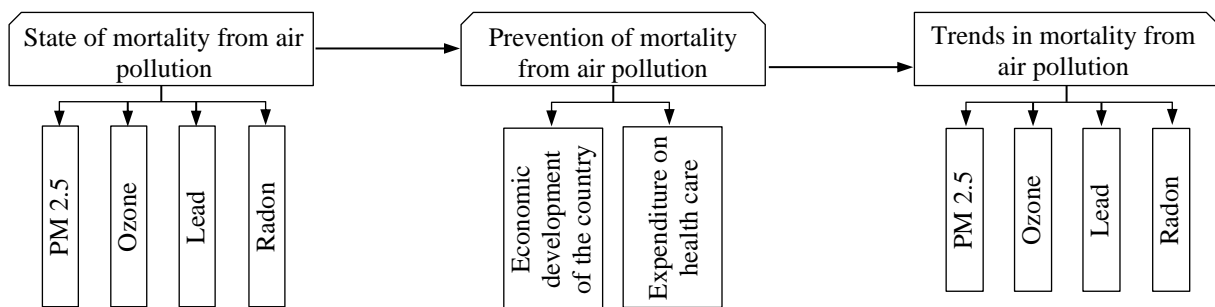 State of mortality from air
pollution
PM 2.5
Ozone
Lead
Radon
Prevention of mortality
from air pollution
Economic
development
of the country
Expenditure on
health care
Trends in mortality from
air pollution
PM 2.5
Ozone
Lead
Radon